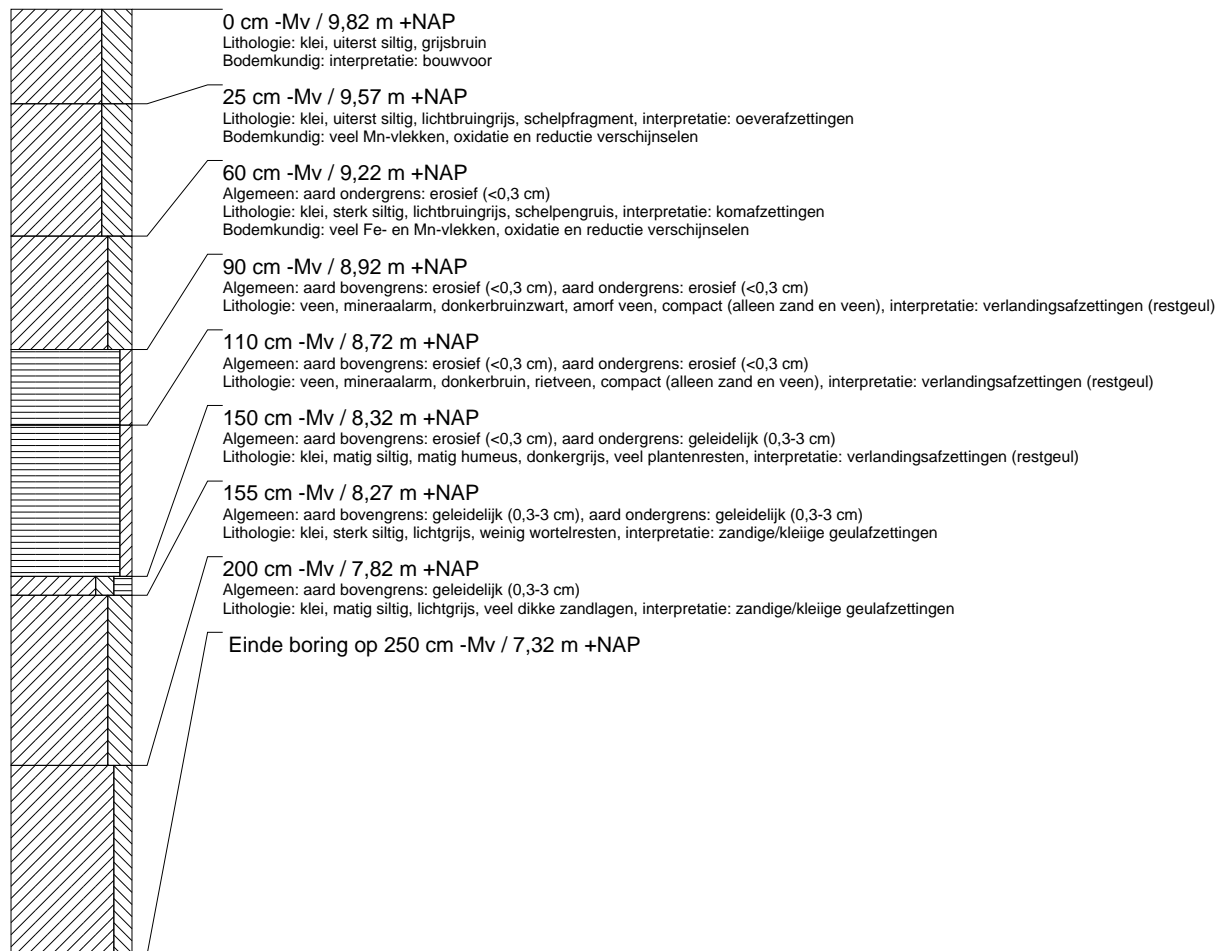 0 cm -Mv / 9,82 m +NAP
Lithologie: klei, uiterst siltig, grijsbruin
Bodemkundig: interpretatie: bouwvoor
25 cm -Mv / 9,57 m +NAP
Lithologie: klei, uiterst siltig, lichtbruingrijs, schelpfragment, interpretatie: oeverafzettingen
Bodemkundig: veel Mn-vlekken, oxidatie en reductie verschijnselen
60 cm -Mv / 9,22 m +NAP
Algemeen: aard ondergrens: erosief (<0,3 cm)
Lithologie: klei, sterk siltig, lichtbruingrijs, schelpengruis, interpretatie: komafzettingen
Bodemkundig: veel Fe- en Mn-vlekken, oxidatie en reductie verschijnselen
90 cm -Mv / 8,92 m +NAP
Algemeen: aard bovengrens: erosief (<0,3 cm), aard ondergrens: erosief (<0,3 cm)
Lithologie: veen, mineraalarm, donkerbruinzwart, amorf veen, compact (alleen zand en veen), interpretatie: verlandingsafzettingen (restgeul)
110 cm -Mv / 8,72 m +NAP
Algemeen: aard bovengrens: erosief (<0,3 cm), aard ondergrens: erosief (<0,3 cm)
Lithologie: veen, mineraalarm, donkerbruin, rietveen, compact (alleen zand en veen), interpretatie: verlandingsafzettingen (restgeul)
150 cm -Mv / 8,32 m +NAP
Algemeen: aard bovengrens: erosief (<0,3 cm), aard ondergrens: geleidelijk (0,3-3 cm)
Lithologie: klei, matig siltig, matig humeus, donkergrijs, veel plantenresten, interpretatie: verlandingsafzettingen (restgeul)
155 cm -Mv / 8,27 m +NAP
Algemeen: aard bovengrens: geleidelijk (0,3-3 cm), aard ondergrens: geleidelijk (0,3-3 cm)
Lithologie: klei, sterk siltig, lichtgrijs, weinig wortelresten, interpretatie: zandige/kleiige geulafzettingen
200 cm -Mv / 7,82 m +NAP
Algemeen: aard bovengrens: geleidelijk (0,3-3 cm)
Lithologie: klei, matig siltig, lichtgrijs, veel dikke zandlagen, interpretatie: zandige/kleiige geulafzettingen
Einde boring op 250 cm -Mv / 7,32 m +NAP